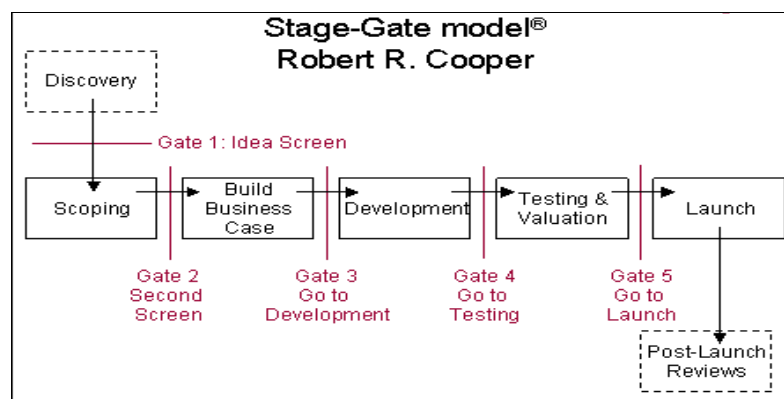 Stage-Gate model®
Robert R. Cooper
Discovery
Gate 1: Idea Screen
Scoping
Build
Business
Case
Development
Testing &
Valuation
Launch
Gate 2
Second
Screen
Gate 3
Go to
Development
Gate 4
Go to
Testing
Gate 5
Go to
Launch
Post-Launch
Reviews